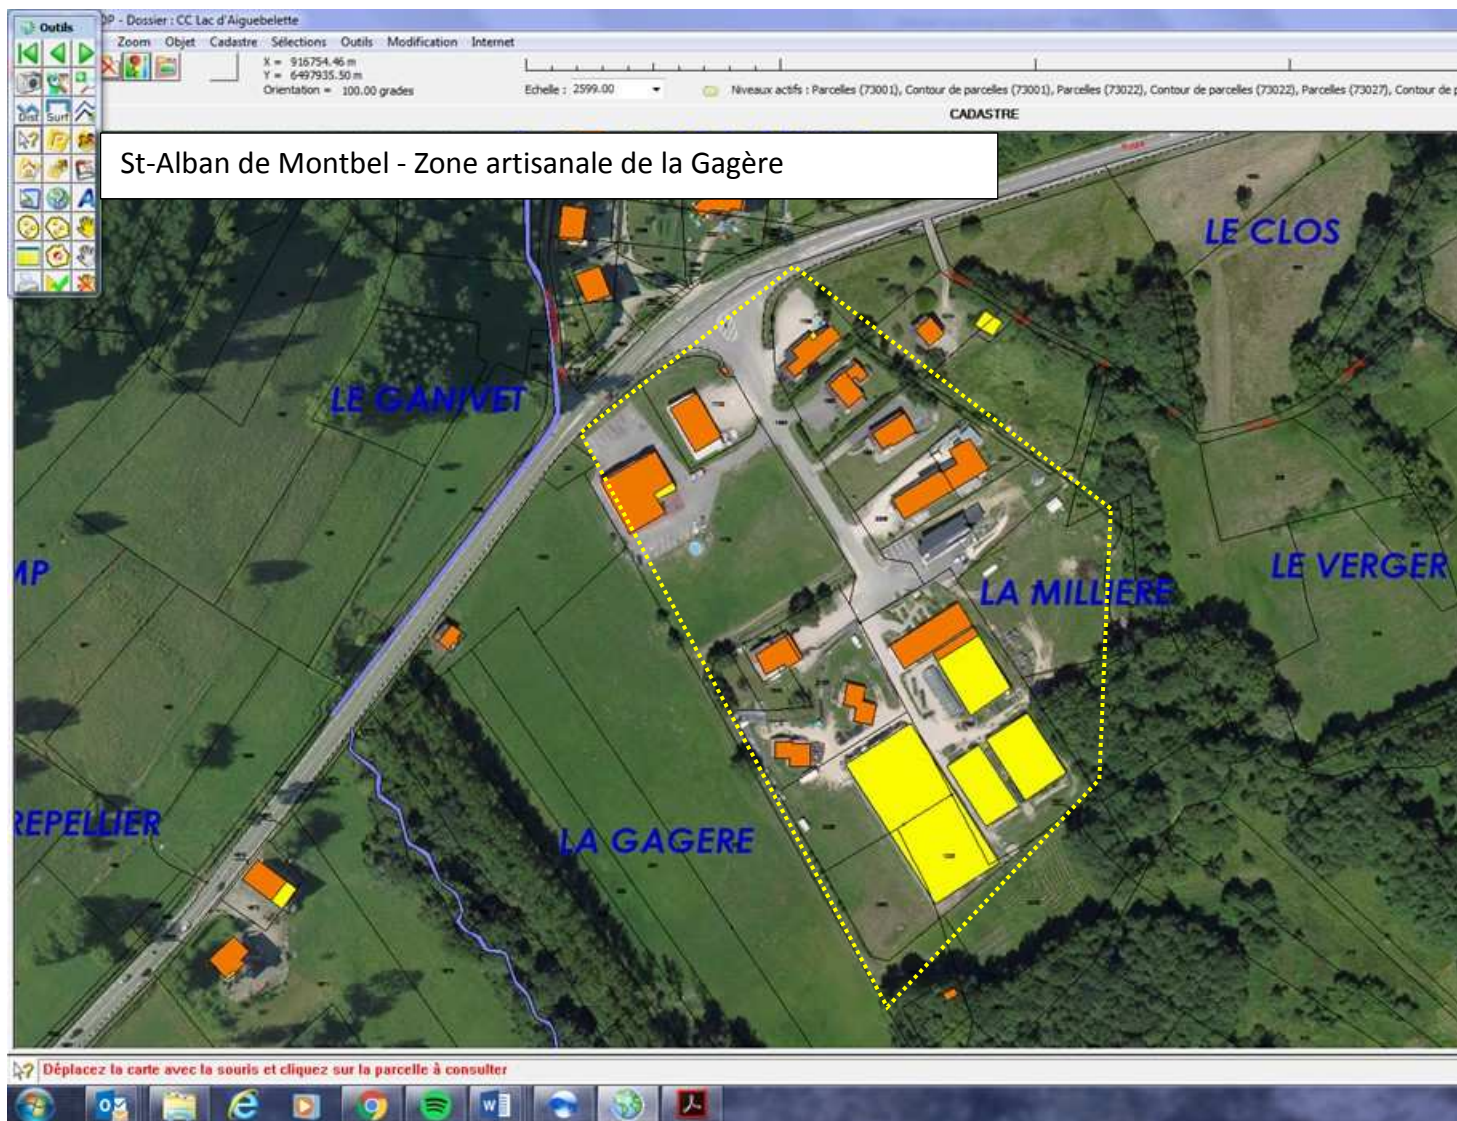 Outils
OP - Dossier : CC Lac d'Aiguebelette
Zoom Objet Cadastre Sélections Outils Modification Internet
X = 916754.46 m
Y = 6497935.50 m
Orientation = 100.00 grades
Echelle : 2599.00
Niveaux actifs : Parcelles (73001), Contour de parcelles (73001), Parcelles (73022), Contour de parcelles (73022), Parcelles (73027), Contour de p
CADASTRE
Dist Surf
St-Alban de Montbel - Zone artisanale de la Gagère
LE CLOS
LE GANIVET
MP
LE VERGER
LA MILLIERE
REPELLIER
LA GAGERE
Déplacez la carte avec la souris et cliquez sur la parcelle à consulter